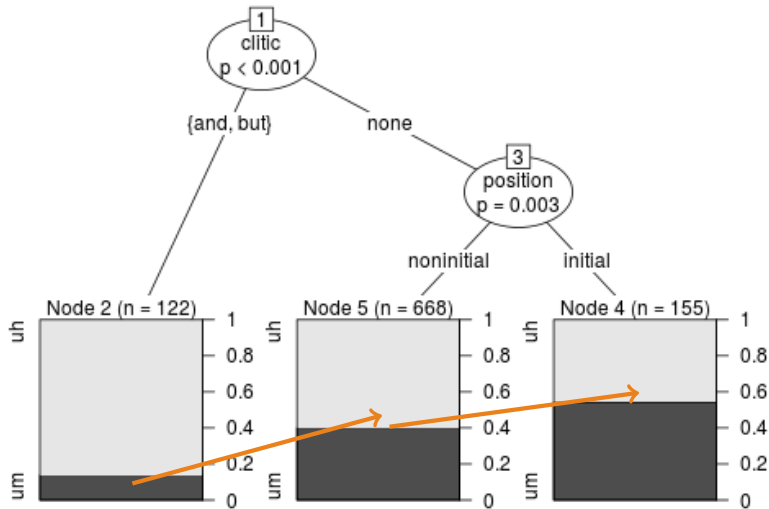 1
clitic
p < 0.001
{and, but}
none
3
position
p = 0.003
noninitial
initial
Node 2 (n = 122)
uh
um
1
0.8
0.6
0.4
0.2
0
Node 5 (n = 668)
uh
um
1
0.8
0.6
0.4
0.2
0
Node 4 (n = 155)
uh
um
1
0.8
0.6
0.4
0.2
0